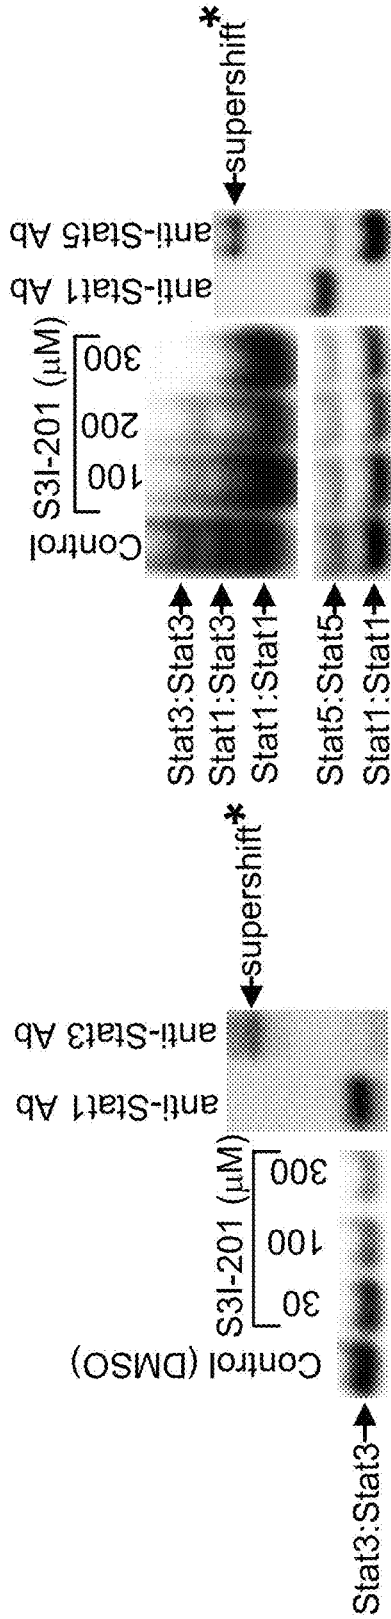 Control (DMSO)
S3I-201 (μM)
30
100
300
anti-Stat1 Ab
anti-Stat3 Ab
Stat3:Stat3
supershift
*
Control
S3I-201 (μM)
100
200
300
anti-Stat1 Ab
anti-Stat5 Ab
Stat3:Stat3
Stat1:Stat3
Stat1:Stat1
Stat5:Stat5
Stat1:Stat1
supershift
*